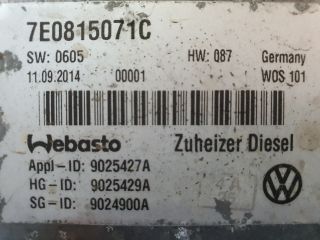 7E0815071C
SW: 0605 HW: 087 Germany
11.09.2014 00001 WOS 101
Webasto Zuheizer Diesel
Appl-ID: 9025427A
HG-ID: 9025429A
SG-ID: 9024900A